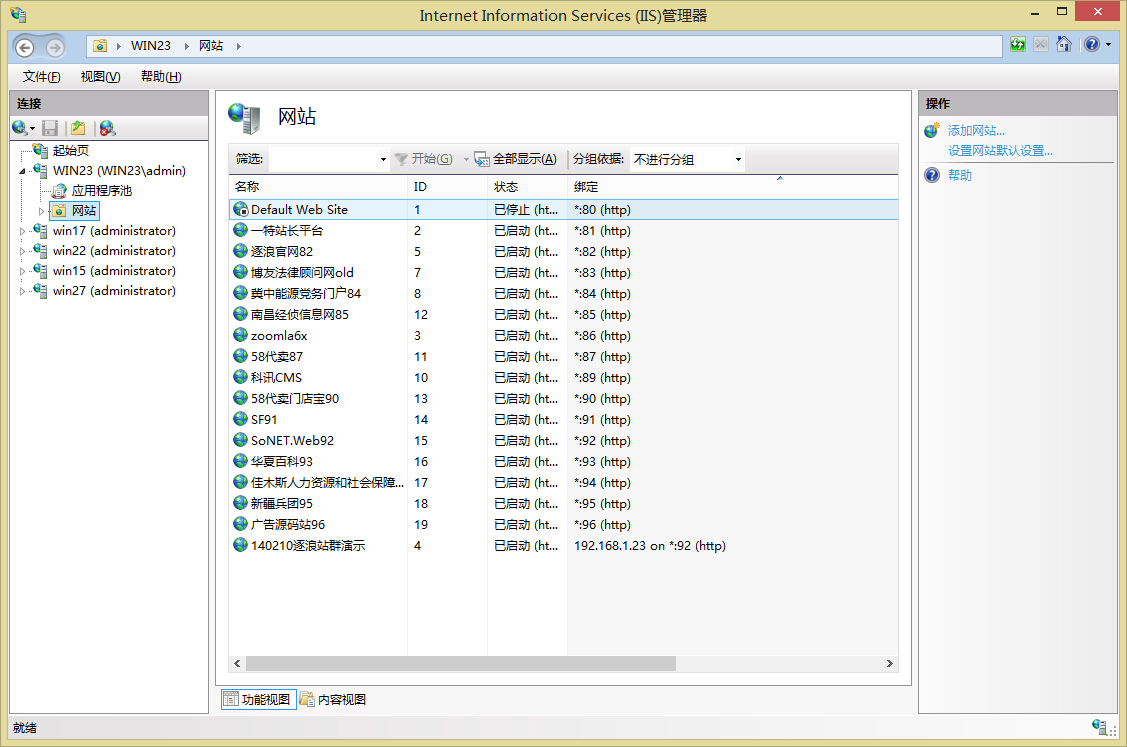 Internet Information Services (IIS)管理器
WIN23 网站
文件(F) 视图(V) 帮助(H)
连接
起始页
WIN23 (WIN23\admin)
应用程序池
网站
win17 (administrator)
win22 (administrator)
win15 (administrator)
win27 (administrator)
网站
筛选: 开始(G) 全部显示(A) 分组依据: 不进行分组
名称 ID 状态 绑定
Default Web Site 1 已停止 (ht... *:80 (http)
一特站长平台 2 已启动 (ht... *:81 (http)
逐浪官网82 5 已启动 (ht... *:82 (http)
博友法律顾问网old 7 已启动 (ht... *:83 (http)
冀中能源党务门户84 8 已启动 (ht... *:84 (http)
南昌经侦信息网85 12 已启动 (ht... *:85 (http)
zoomla6x 3 已启动 (ht... *:86 (http)
58代卖87 11 已启动 (ht... *:87 (http)
科讯CMS 10 已启动 (ht... *:89 (http)
58代卖门店宝90 13 已启动 (ht... *:90 (http)
SF91 14 已启动 (ht... *:91 (http)
SoNET.Web92 15 已启动 (ht... *:92 (http)
华夏百科93 16 已启动 (ht... *:93 (http)
佳木斯人力资源和社会保障... 17 已启动 (ht... *:94 (http)
新疆兵团95 18 已启动 (ht... *:95 (http)
广告源码站96 19 已启动 (ht... *:96 (http)
140210逐浪站群演示 4 已启动 (ht... 192.168.1.23 on *:92 (http)
功能视图 内容视图
操作
添加网站...
设置网站默认设置...
帮助
就绪